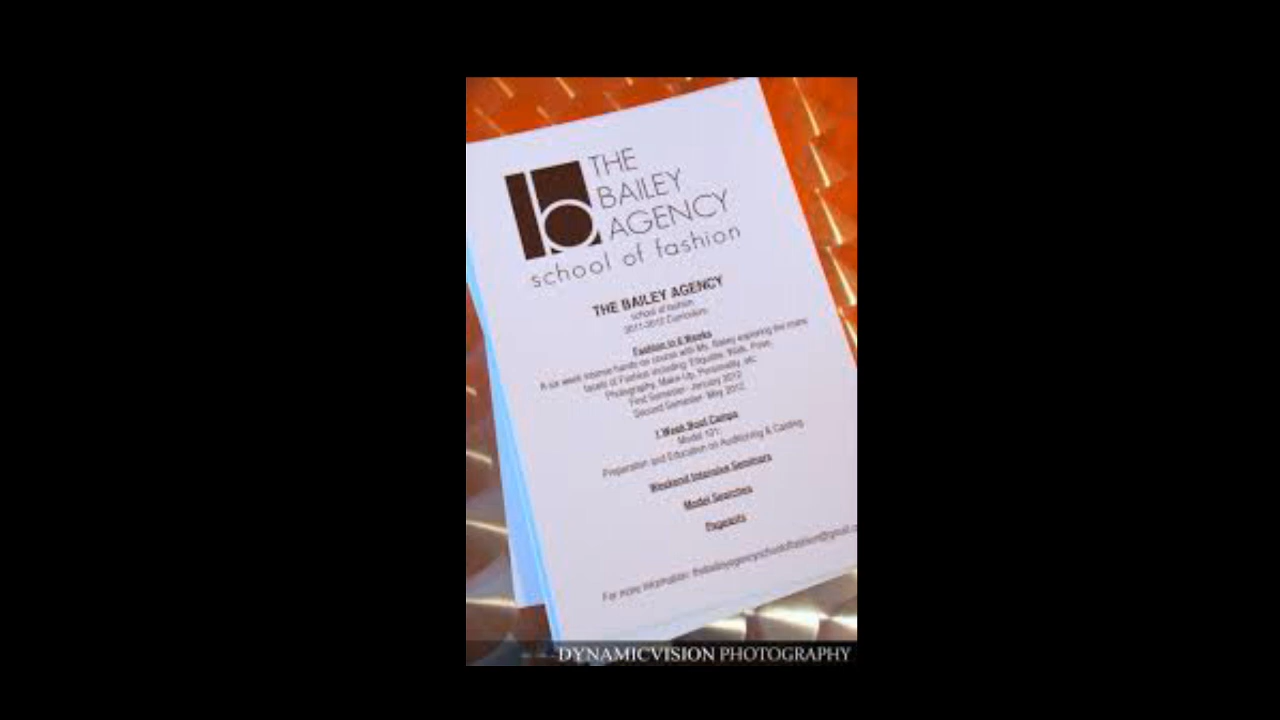 b THE
BAILEY
AGENCY
school of fashion
THE BAILEY AGENCY
school of fashion
2011-2012 Curriculum
Fashion in 6 Weeks
A six week intense hands on course with Ms. Bailey exploring the many
facets of Fashion including: Etiquette, Walk, Pose,
Photography, Make-Up, Personality, etc.
First Semester- January 2012
Second Semester- May 2012
1 Week Boot Camps
Model 101:
Preparation and Education on Auditioning & Casting
Weekend Intensive Seminars
Model Searches
Pageants
For more information: thebaileyagencyschooloffashion@gmail.c
DYNAMICVISION PHOTOGRAPHY